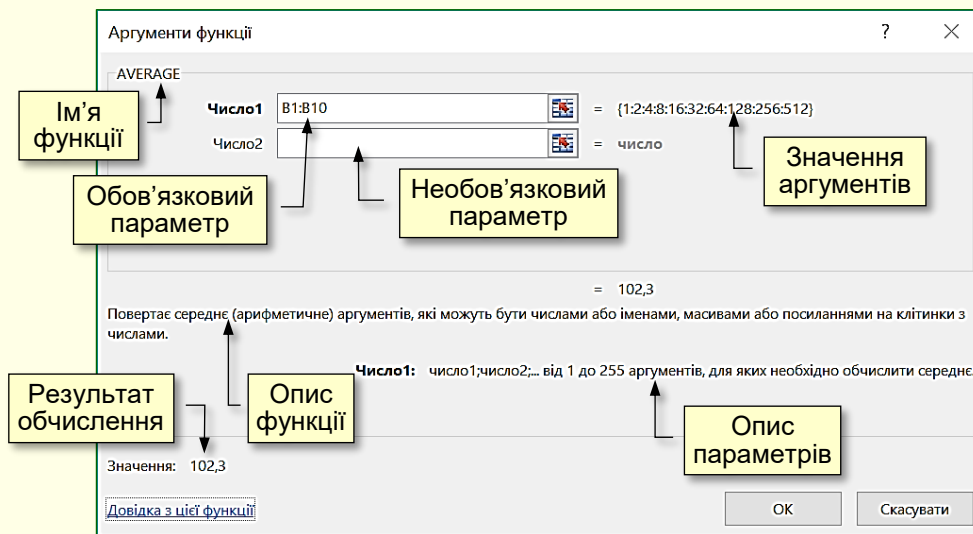 Аргументи функції
?
AVERAGE
Число1
B1:B10
= {1:2:4:8:16:32:64:128:256:512}
Число2
= число
Ім’я
функції
Обов’язковий
параметр
Необов’язковий
параметр
Значення
аргументів
= 102,3
Повертає середнє (арифметичне) аргументів, які можуть бути числами або іменами, масивами або посиланнями на клітинки з
числами.
Число1: число1;число2;... від 1 до 255 аргументів, для яких необхідно обчислити середнє.
Результат
обчислення
Опис
функції
Опис
параметрів
Значення: 102,3
Довідка з цієї функції
ОК
Скасувати